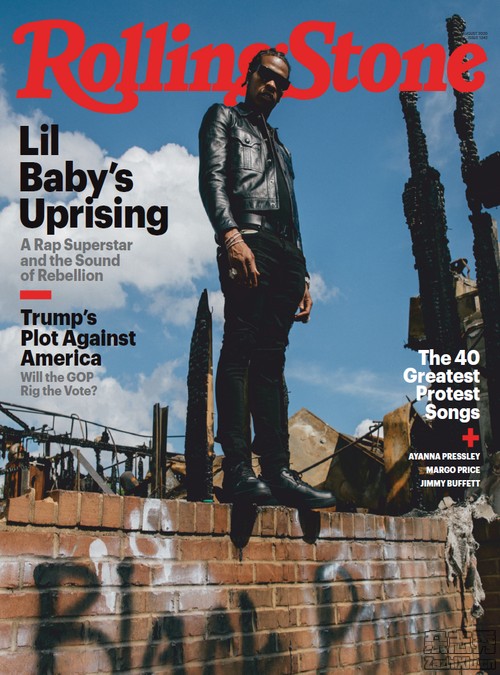 RollingStone
Lil
Baby's
Uprising
A Rap Superstar
and the Sound
of Rebellion
Trump's
Plot Against
America
Will the GOP
Rig the Vote?
The 40
Greatest
Protest
Songs
+
AYANNA PRESSLEY
MARGO PRICE
JIMMY BUFFETT